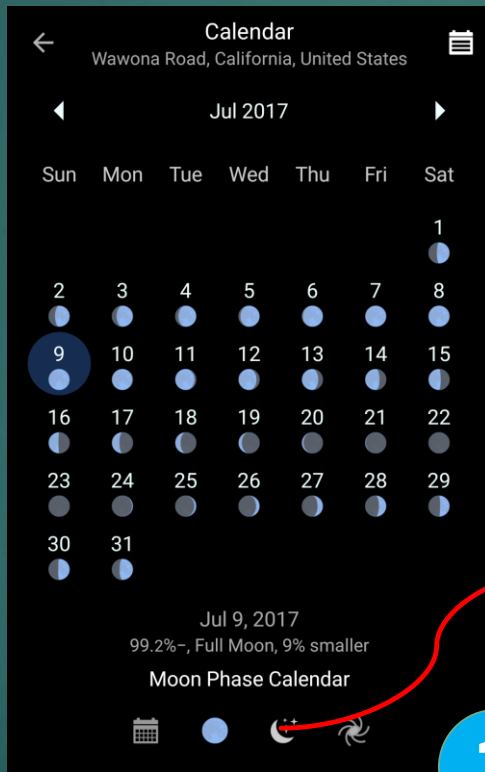 Calendar
Wawona Road, California, United States
Jul 2017
Sun Mon Tue Wed Thu Fri Sat
1
2 3 4 5 6 7 8
9 10 11 12 13 14 15
16 17 18 19 20 21 22
23 24 25 26 27 28 29
30 31
Jul 9, 2017
99.2%−, Full Moon, 9% smaller
Moon Phase Calendar